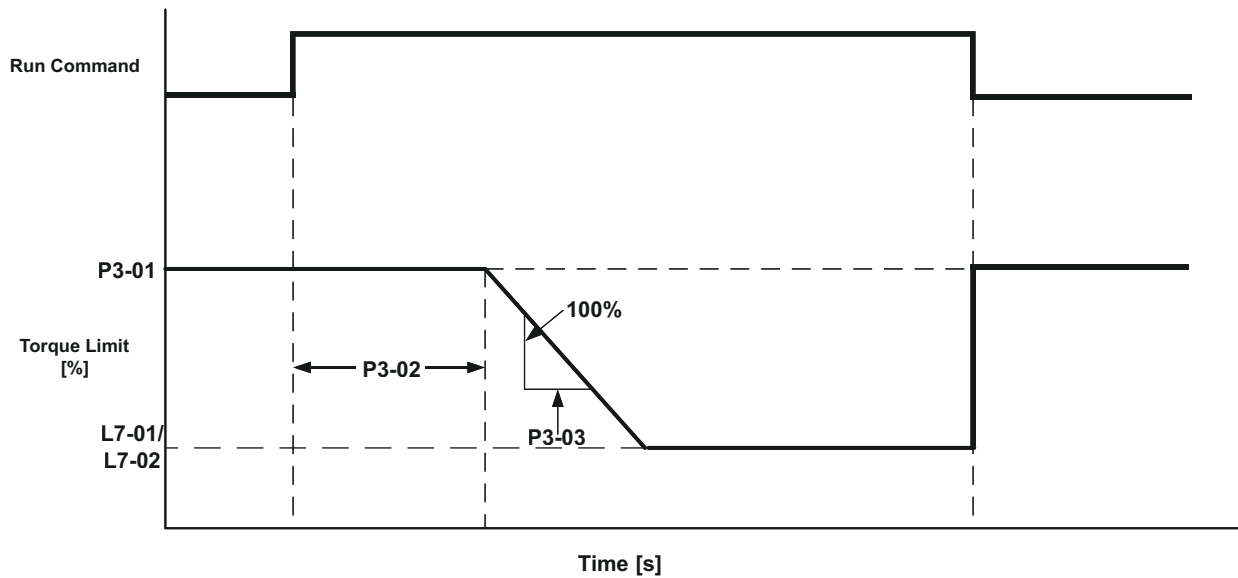 Run Command
P3-01
100%
Torque Limit
[%]
P3-02
P3-03
L7-01/
L7-02
Time [s]